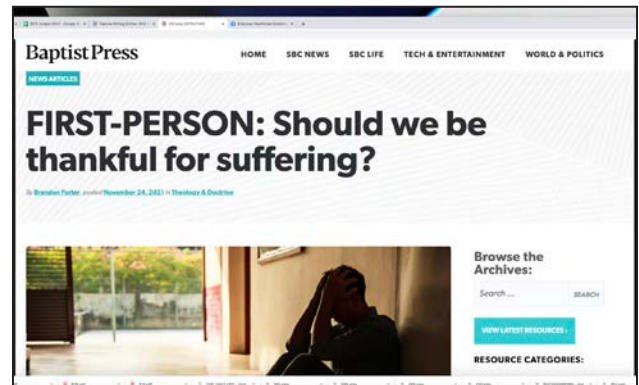 Baptist Press
HOME SBC NEWS SBC LIFE TECH & ENTERTAINMENT WORLD & POLITICS
NEWS ARTICLES
FIRST-PERSON: Should we be
thankful for suffering?
By Brandon Porter, posted November 24, 2021 in Theology & Doctrine
Browse the
Archives:
Search ... SEARCH
VIEW LATEST RESOURCES ›
RESOURCE CATEGORIES: